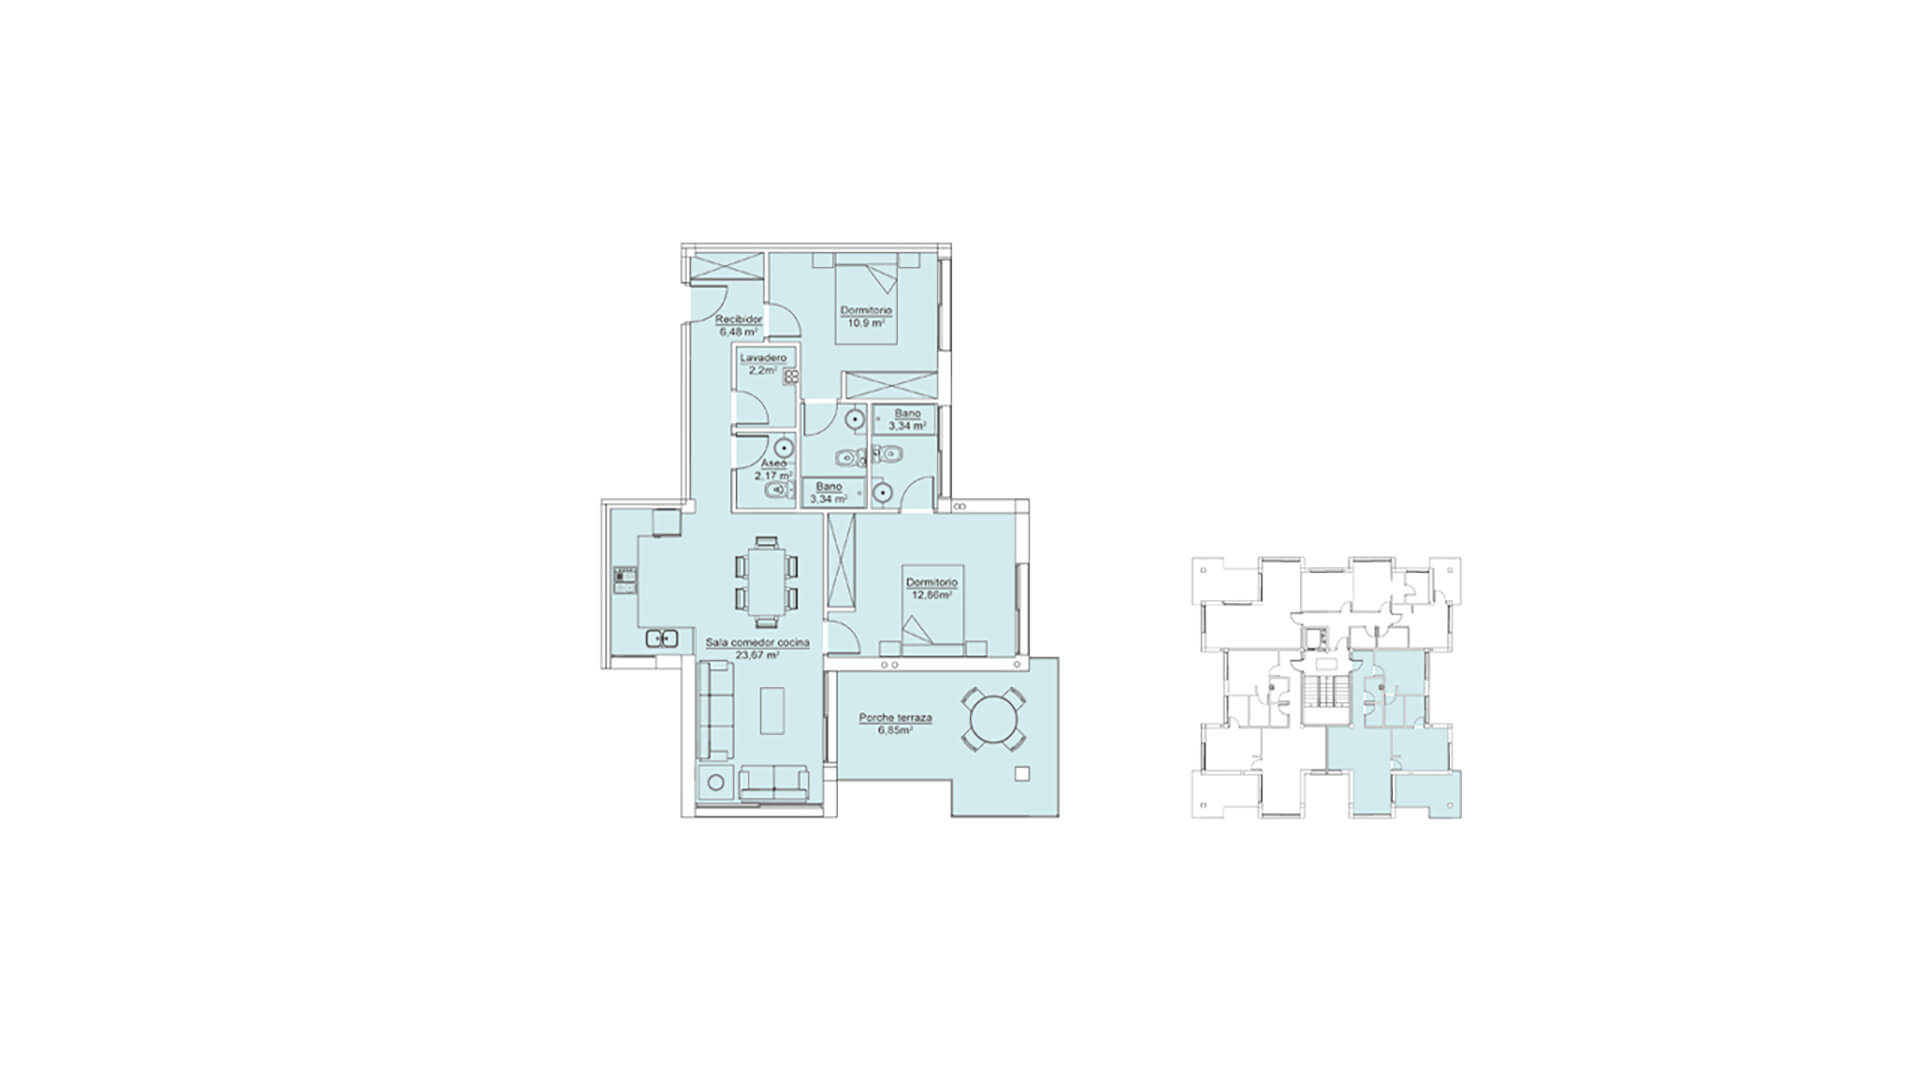 Dormitorio
10.9 m²
Recibidor
6,48 m²
Lavadero
2,2m²
Bano
3,34 m²
Aseo
2,17 m²
Bano
3,34 m²
Dormitorio
12,86m²
Sala comedor cocina
23,67 m²
Porche terraza
6,85m²